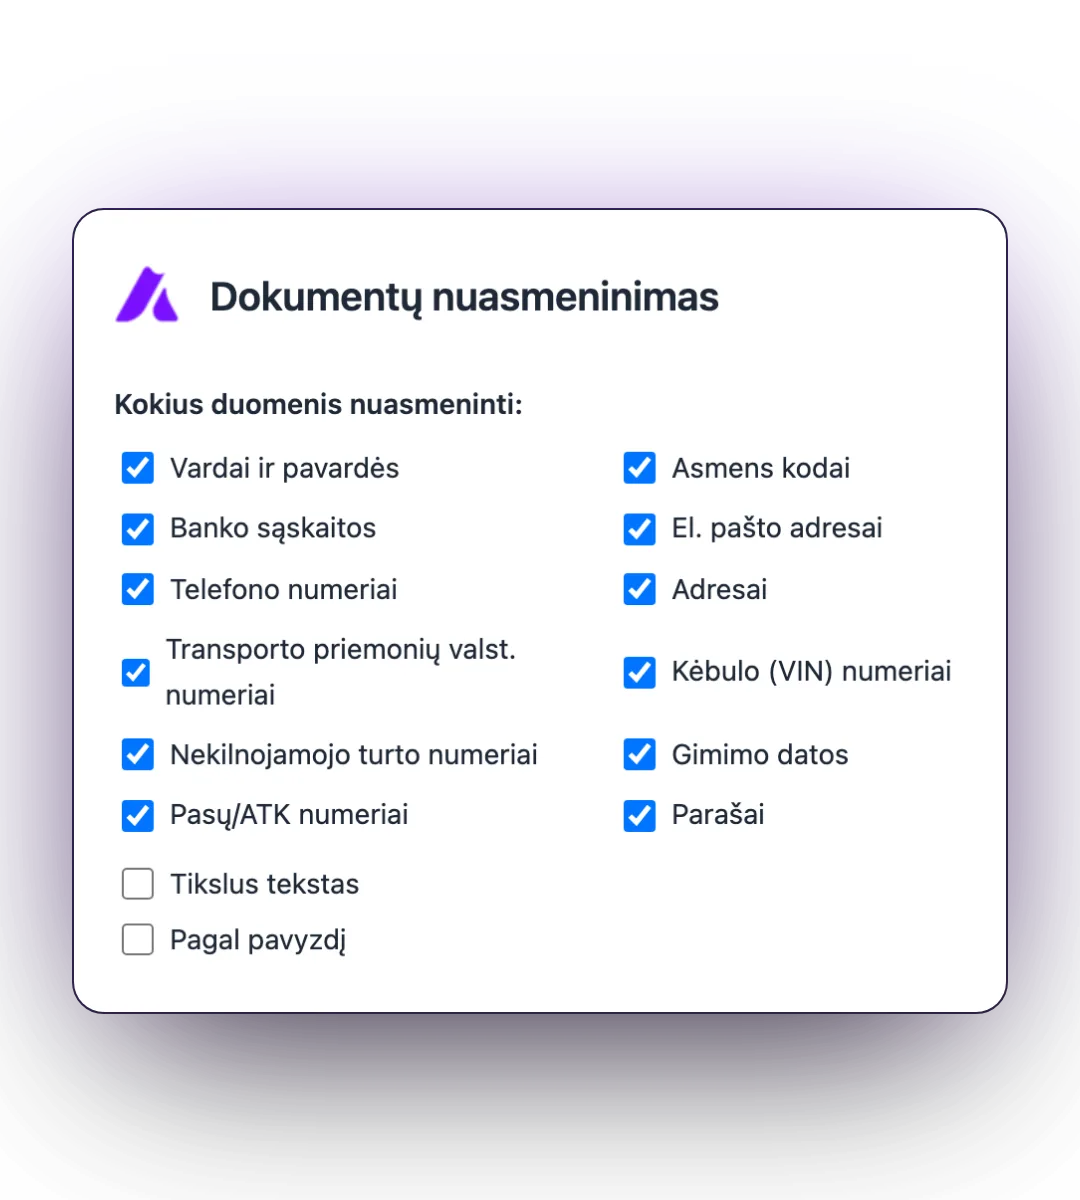 Dokumentų nuasmeninimas
Kokius duomenis nuasmeninti:
Vardai ir pavardės
Asmens kodai
Banko sąskaitos
El. pašto adresai
Telefono numeriai
Adresai
Transporto priemonių valst.
numeriai
Kėbulo (VIN) numeriai
Nekilnojamojo turto numeriai
Gimimo datos
Pasų/ATK numeriai
Parašai
Tikslus tekstas
Pagal pavyzdį